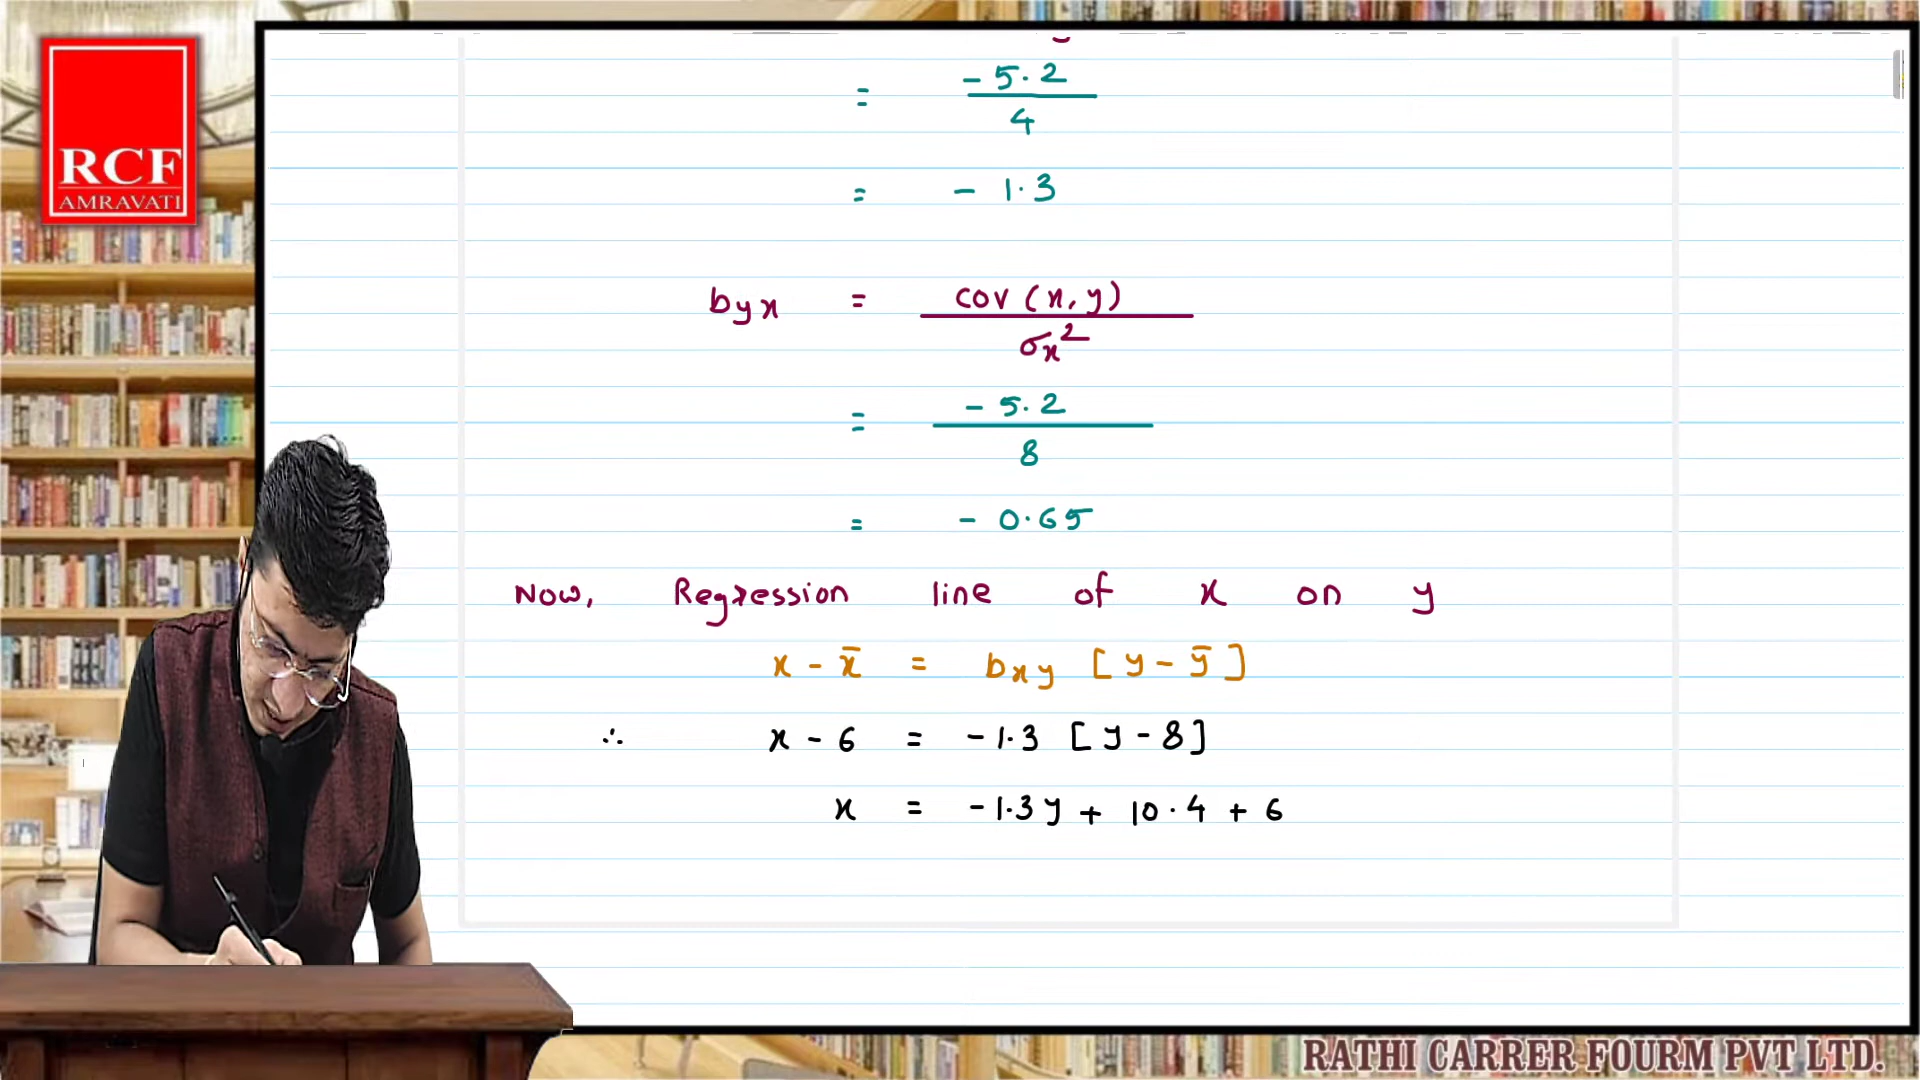 RCF
AMRAVATI
= -5.2 / 4
= -1.3
byx = cov (x, y) / σx²
= -5.2 / 8
= -0.65
Now, Regression line of x on y
x - x̄ = bxy [y - ȳ]
∴ x - 6 = -1.3 [y - 8]
x = -1.3y + 10.4 + 6
RATHI CARRER FOURM PVT LTD.